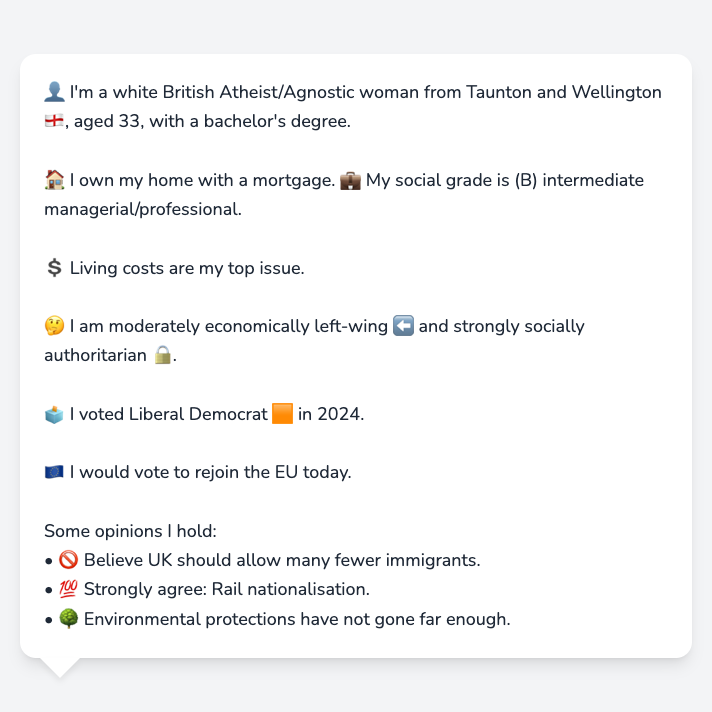 👤 I'm a white British Atheist/Agnostic woman from Taunton and Wellington
🏴󠁧󠁢󠁥󠁮󠁧󠁿, aged 33, with a bachelor's degree.
🏠 I own my home with a mortgage. 💼 My social grade is (B) intermediate
managerial/professional.
💲 Living costs are my top issue.
🤔 I am moderately economically left-wing ⬅️ and strongly socially
authoritarian 🔒.
🗳️ I voted Liberal Democrat 🟧 in 2024.
🇪🇺 I would vote to rejoin the EU today.
Some opinions I hold:
• 🚫 Believe UK should allow many fewer immigrants.
• 💯 Strongly agree: Rail nationalisation.
• 🌳 Environmental protections have not gone far enough.